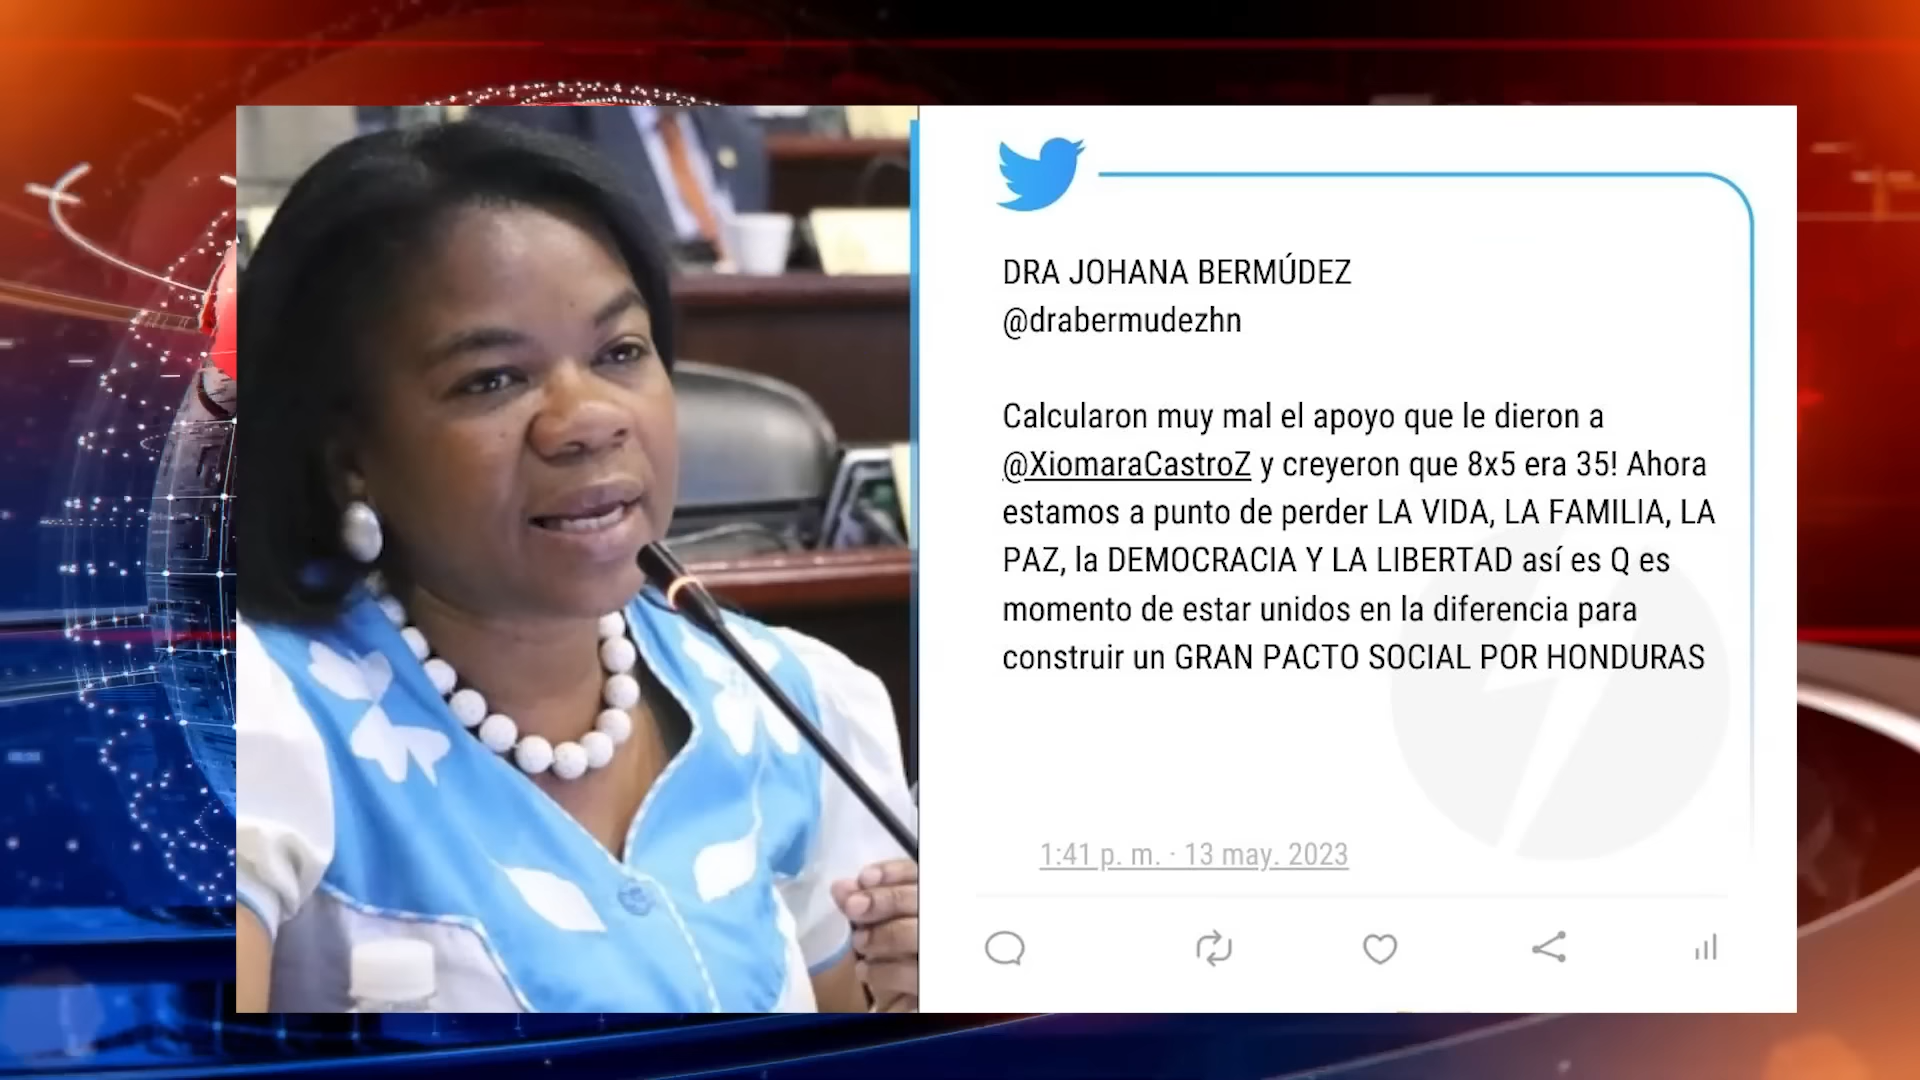 DRA JOHANA BERMÚDEZ
@drabermudezhn
Calcularon muy mal el apoyo que le dieron a
@XiomaraCastroZ y creyeron que 8x5 era 35! Ahora
estamos a punto de perder LA VIDA, LA FAMILIA, LA
PAZ, la DEMOCRACIA Y LA LIBERTAD así es Q es
momento de estar unidos en la diferencia para
construir un GRAN PACTO SOCIAL POR HONDURAS
1:41 p. m. · 13 may. 2023